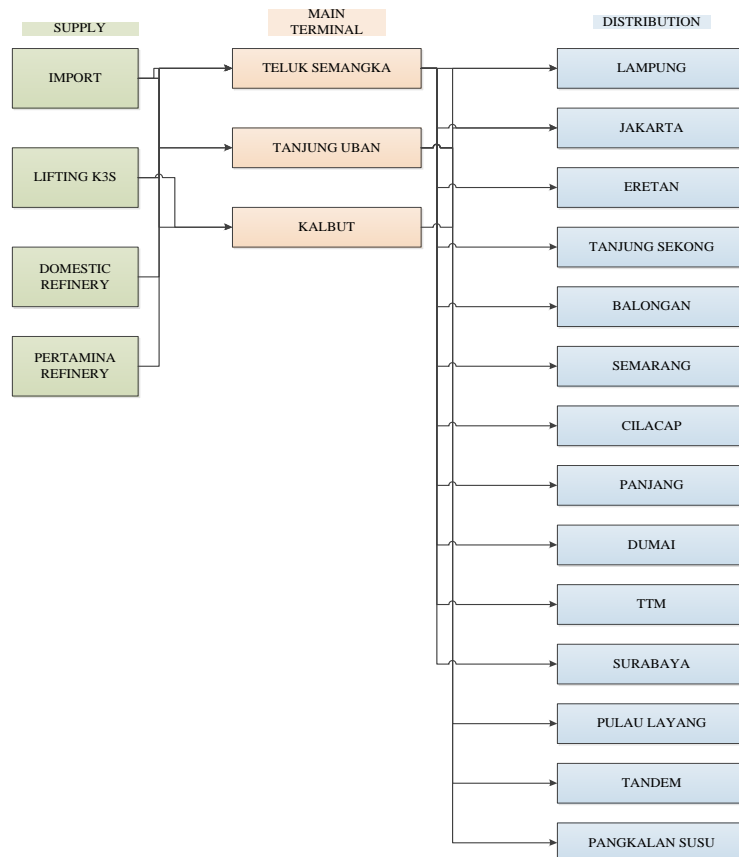 SUPPLY
MAIN
TERMINAL
DISTRIBUTION
IMPORT
LIFTING K3S
DOMESTIC
REFINERY
PERTAMINA
REFINERY
TELUK SEMANGKA
TANJUNG UBAN
KALBUT
LAMPUNG
JAKARTA
ERETAN
TANJUNG SEKONG
BALONGAN
SEMARANG
CILACAP
PANJANG
DUMAI
TTM
SURABAYA
PULAU LAYANG
TANDEM
PANGKALAN SUSU